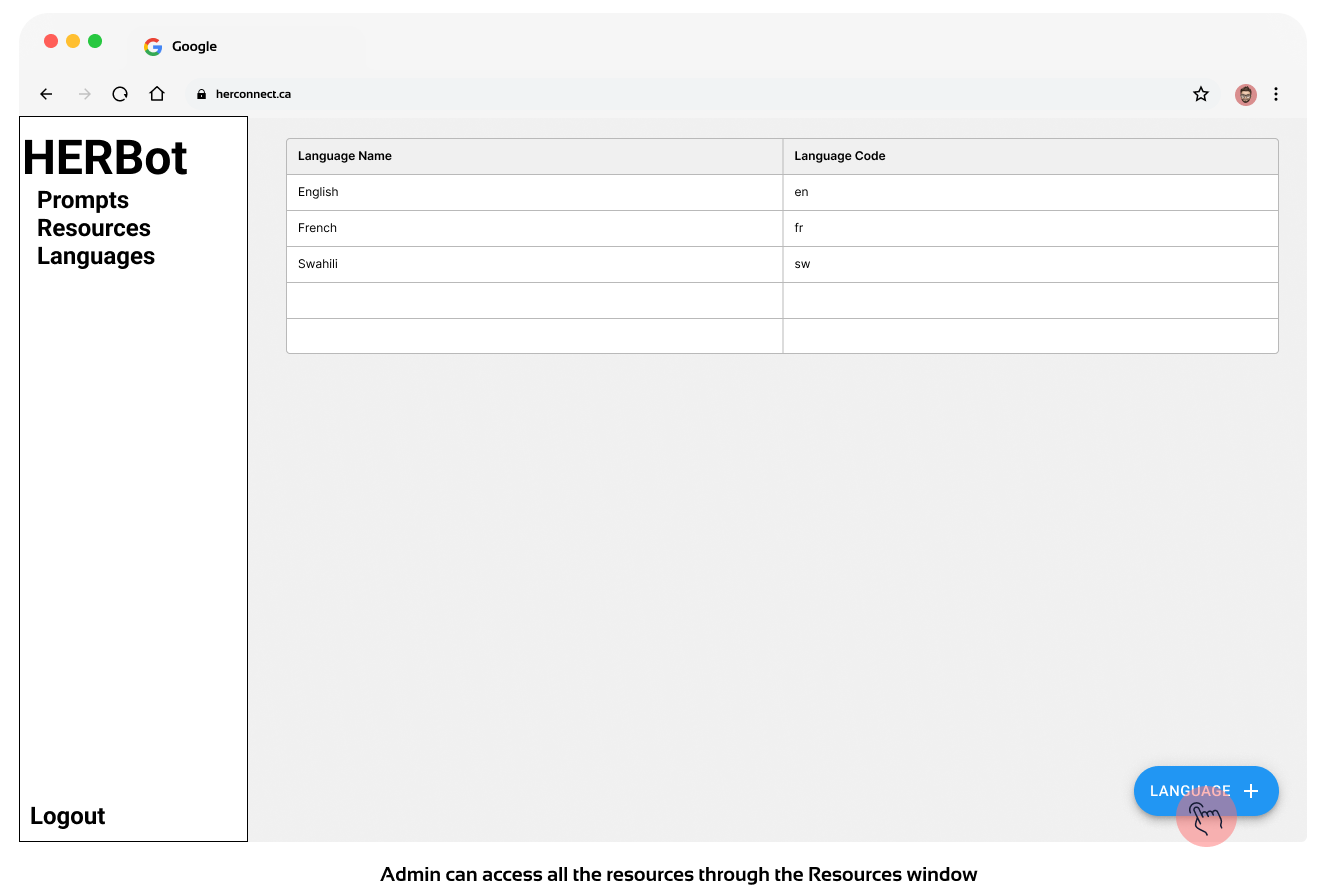 Google
herconnect.ca
HERBot
Prompts
Resources
Languages
Language Name Language Code
English en
French fr
Swahili sw
LANGUAGE +
Logout
Admin can access all the resources through the Resources window